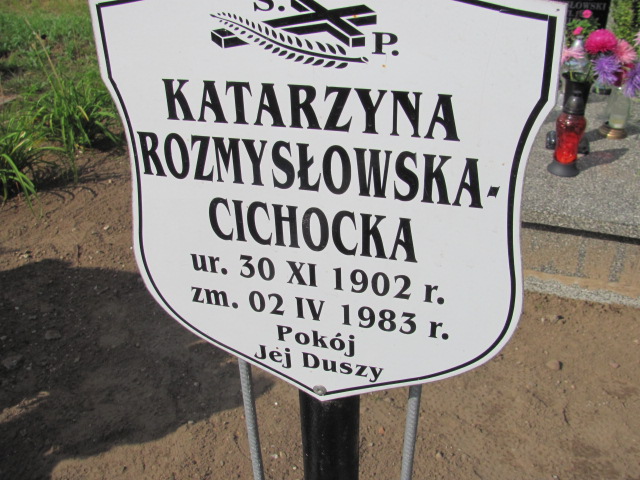 S. P.
KATARZYNA
ROZMYSŁOWSKA-
CICHOCKA
ur. 30 XI 1902 r.
zm. 02 IV 1983 r.
Pokój
Jej Duszy